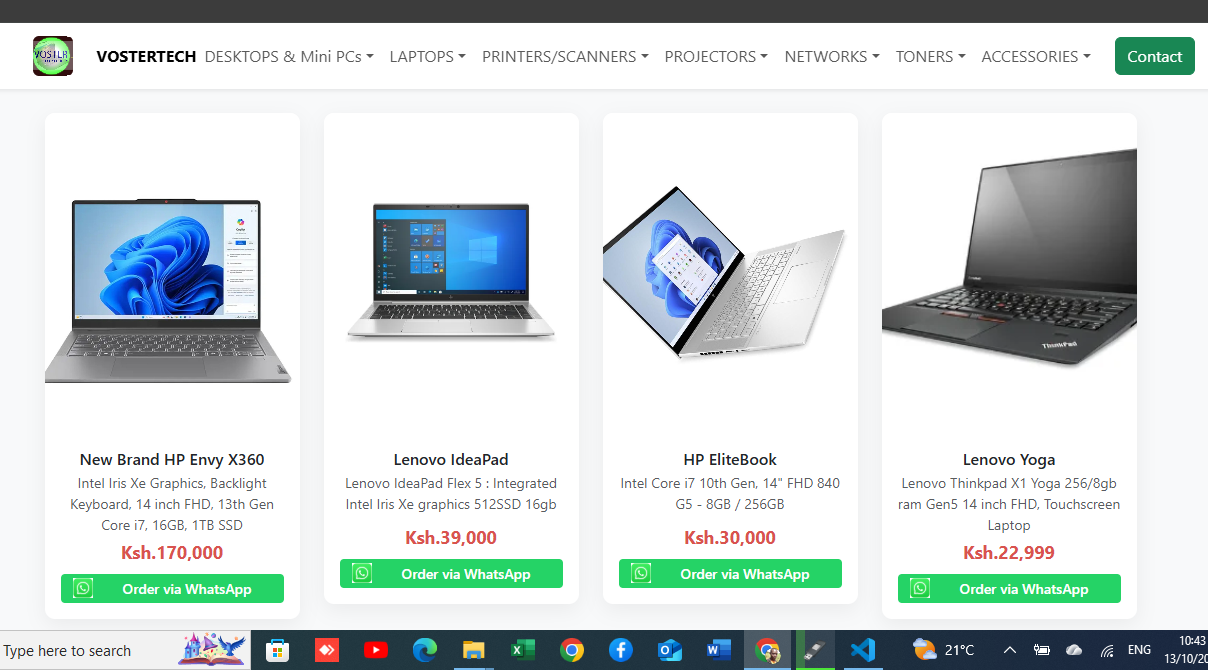 VOSTERTECH DESKTOPS & Mini PCs LAPTOPS PRINTERS/SCANNERS PROJECTORS NETWORKS TONERS ACCESSORIES Contact
New Brand HP Envy X360
Intel Iris Xe Graphics, Backlight
Keyboard, 14 inch FHD, 13th Gen
Core i7, 16GB, 1TB SSD
Ksh.170,000
Order via WhatsApp
Lenovo IdeaPad
Lenovo IdeaPad Flex 5 : Integrated
Intel Iris Xe graphics 512SSD 16gb
Ksh.39,000
Order via WhatsApp
HP EliteBook
Intel Core i7 10th Gen, 14" FHD 840
G5 - 8GB / 256GB
Ksh.30,000
Order via WhatsApp
ThinkPad
Lenovo Yoga
Lenovo Thinkpad X1 Yoga 256/8gb
ram Gen5 14 inch FHD, Touchscreen
Laptop
Ksh.22,999
Order via WhatsApp
Type here to search
21°C
ENG
10:43
13/10/20